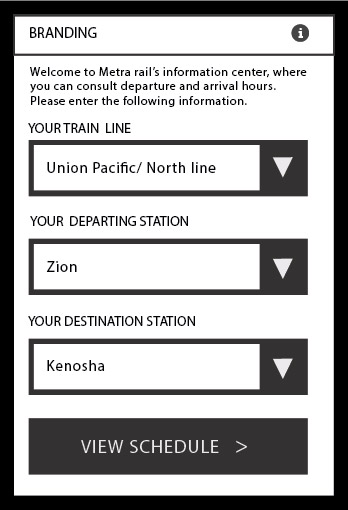 BRANDING
Welcome to Metra rail's information center, where
you can consult departure and arrival hours.
Please enter the following information.
YOUR TRAIN LINE
Union Pacific/ North line
YOUR DEPARTING STATION
Zion
YOUR DESTINATION STATION
Kenosha
VIEW SCHEDULE >